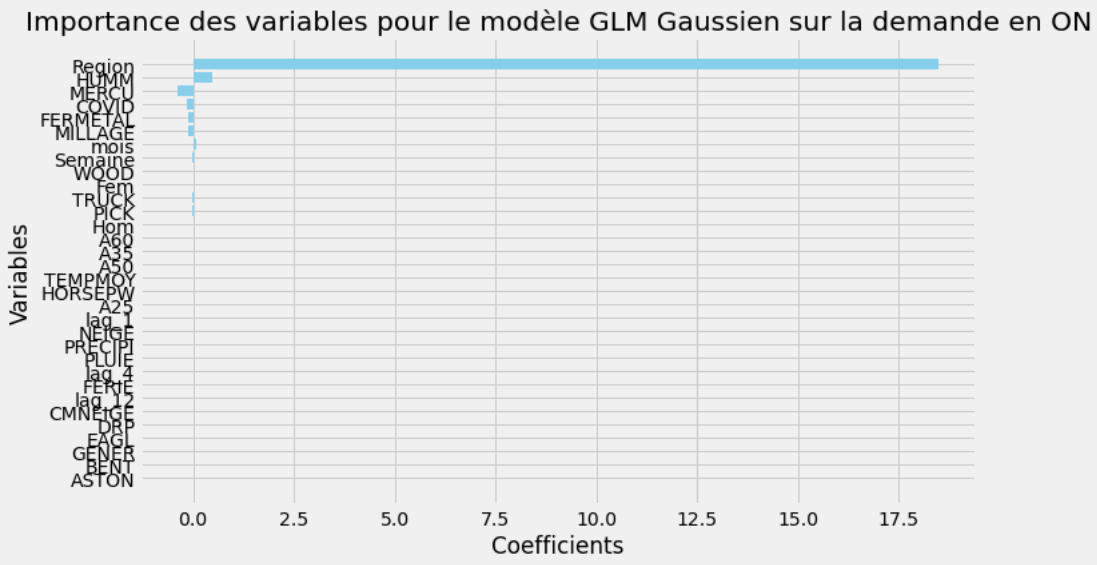 Importance des variables pour le modèle GLM Gaussien sur la demande en ON
Variables
Region
HUMM
MERCU
COVID
FERMETAL
MILLAGE
mois
Semaine
WOOD
Fem
TRUCK
PICK
Hom
A60
A35
A50
TEMPMOY
HORSEPW
A25
lag_1
NEIGE
PRECIPI
PLUIE
lag_4
FERIE
lag_12
CMNEIGE
DRF
EAGL
GENER
BENT
ASTON
0.0 2.5 5.0 7.5 10.0 12.5 15.0 17.5
Coefficients